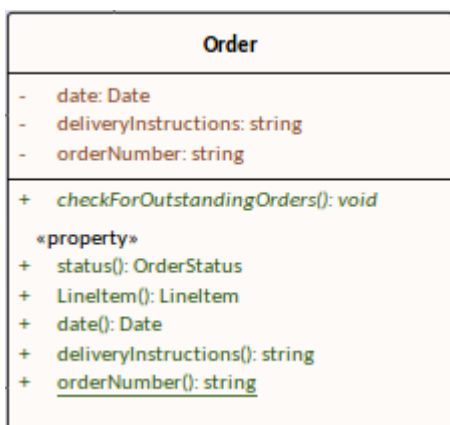 Order
- date: Date
- deliveryInstructions: string
- orderNumber: string
+ checkForOutstandingOrders(): void
«property»
+ status(): OrderStatus
+ LineItem(): LineItem
+ date(): Date
+ deliveryInstructions(): string
+ orderNumber(): string